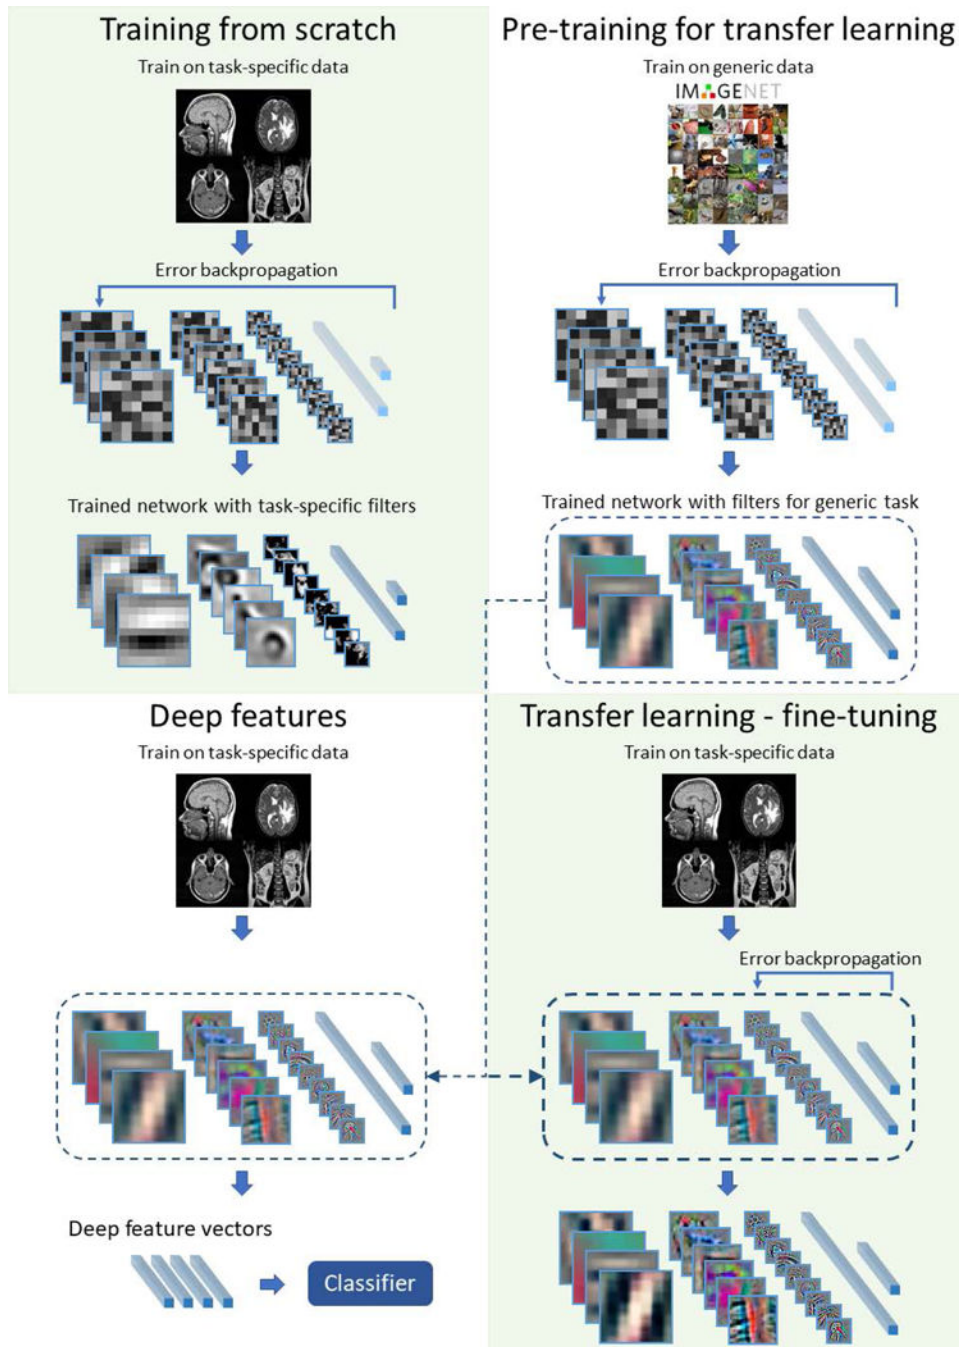 Training from scratch
Train on task-specific data
Error backpropagation
Trained network with task-specific filters
Pre-training for transfer learning
Train on generic data
IMAGENET
Error backpropagation
Trained network with filters for generic task
Deep features
Train on task-specific data
Deep feature vectors
Classifier
Transfer learning - fine-tuning
Train on task-specific data
Error backpropagation